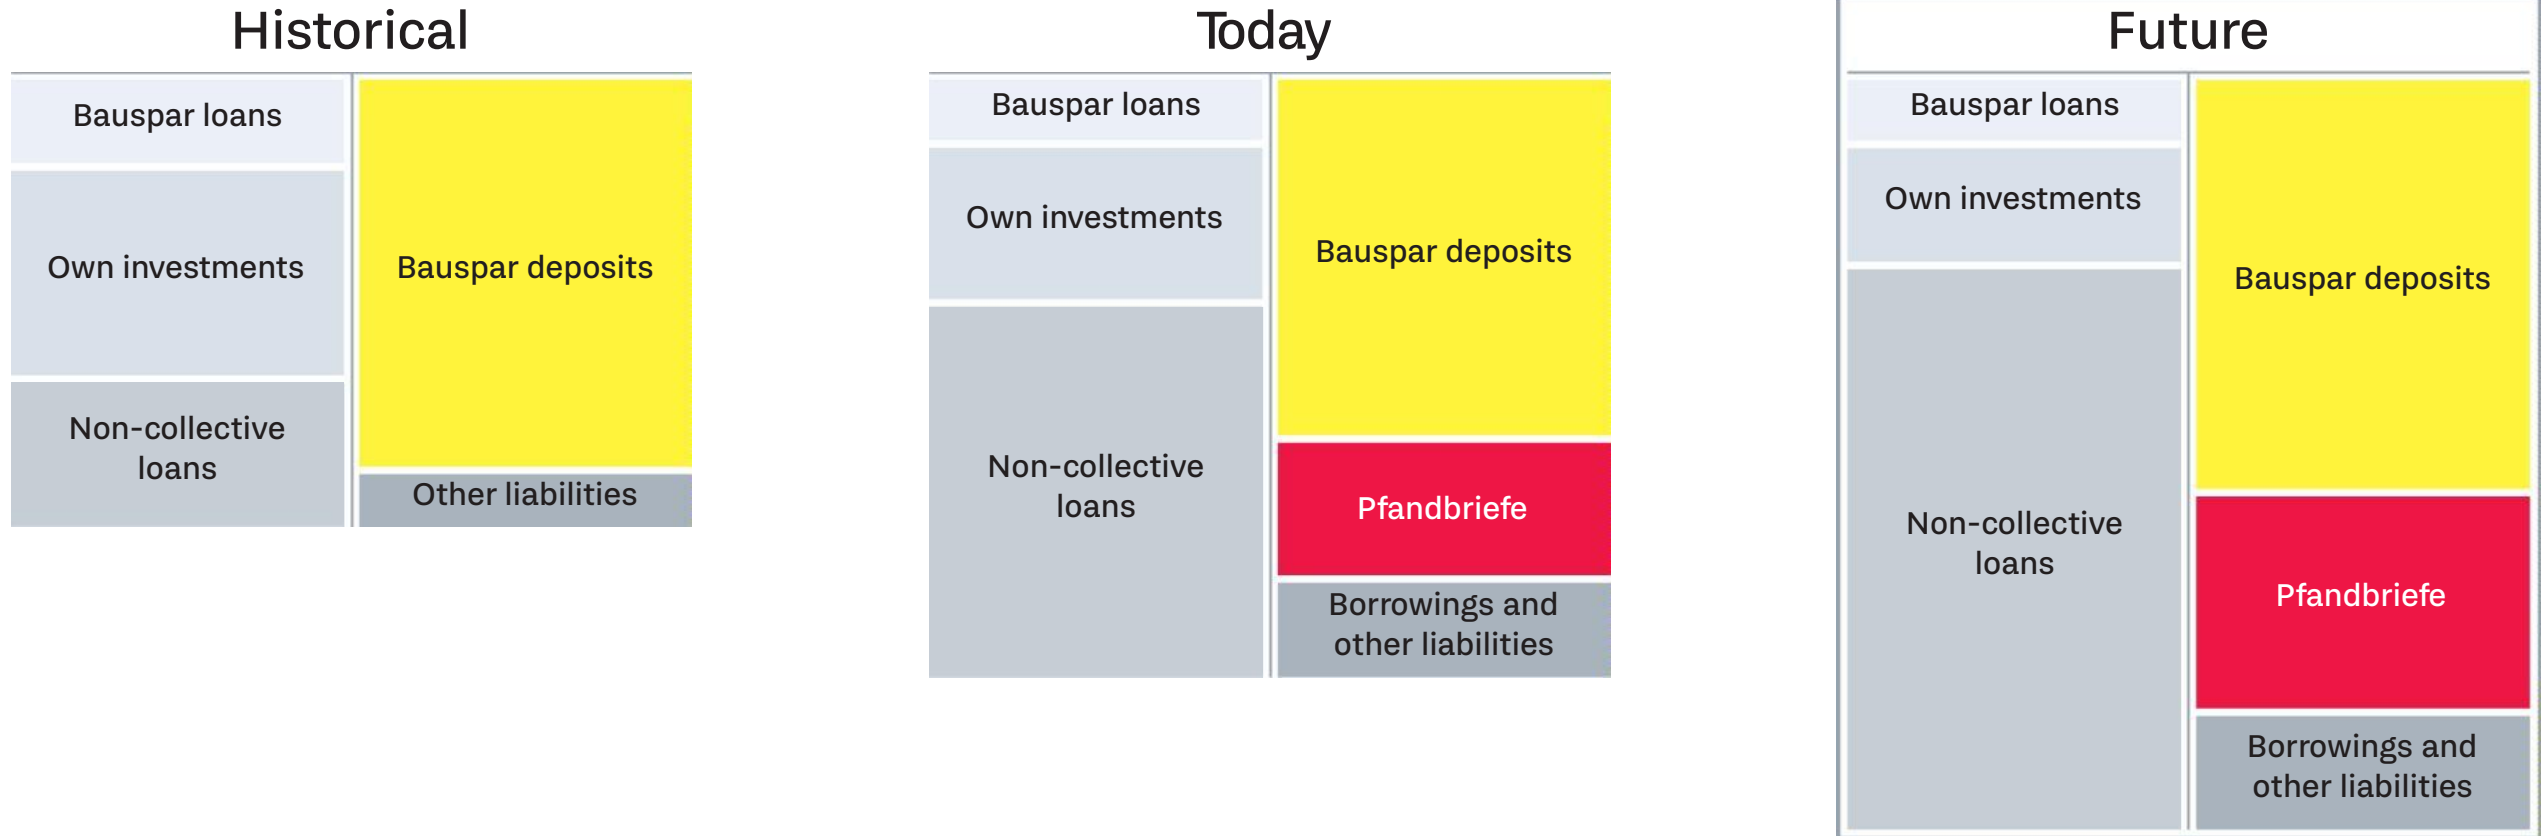 Historical
Bauspar loans
Own investments
Non-collective
loans
Bauspar deposits
Other liabilities
Today
Bauspar loans
Own investments
Non-collective
loans
Bauspar deposits
Pfandbriefe
Borrowings and
other liabilities
Future
Bauspar loans
Own investments
Non-collective
loans
Bauspar deposits
Pfandbriefe
Borrowings and
other liabilities